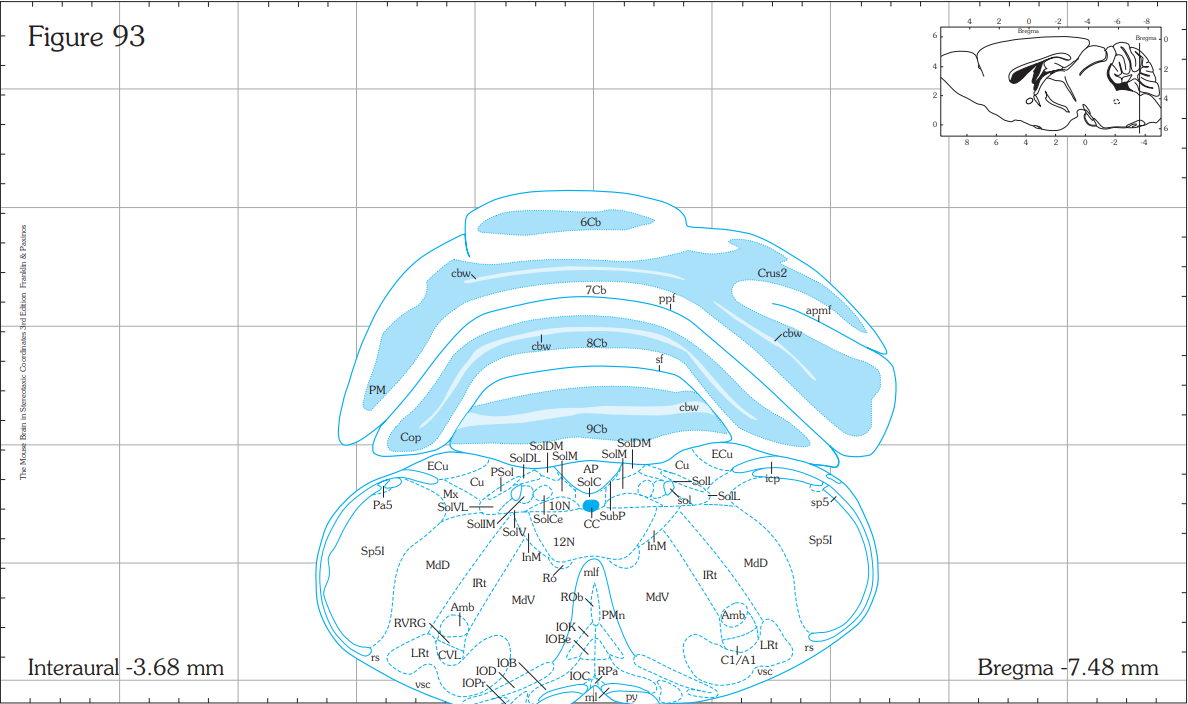 Figure 93
4 2 0 -2 -4 -6 -8
Bregma
Bregma
6
4
2
0
0
2
4
6
8 6 4 2 0 -2 -4
The Mouse Brain in Stereotaxic Coordinates 3rd Edition Franklin & Paxinos
6Cb
cbw
Crus2
7Cb
ppf
apmf
cbw
cbw
8Cb
sf
PM
cbw
9Cb
Cop
SolDM
SolDM
SolDL
SolM
SolM
ECu
ECu
AP
Cu
PSol
Cu
icp
SolC
SolI
Mx
SolL
sol
sp5
Pa5
SolVL
10N
SolIM
SolCe
CC
SubP
SolV
12N
Sp5I
Sp5I
InM
InM
MdD
MdD
mlf
IRt
Ro
IRt
MdV
ROb
MdV
Amb
PMn
Amb
RVRG
IOK
IOBe
LRt
CVL
LRt
rs
rs
IOB
C1/A1
IOD
RPa
IOC
vsc
vsc
IOPr
ml
py
Interaural -3.68 mm
Bregma -7.48 mm